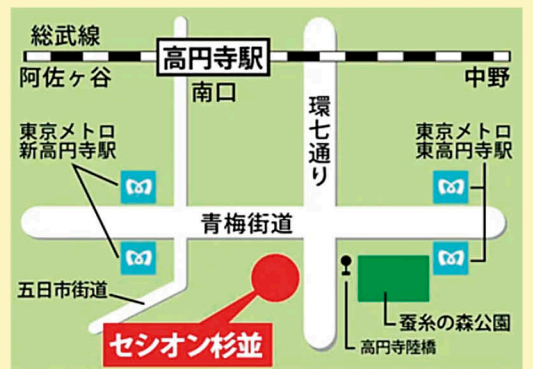 総武線
高円寺駅
阿佐ヶ谷
南口
中野
環七通り
東京メトロ
新高円寺駅
東京メトロ
東高円寺駅
青梅街道
五日市街道
セシオン杉並
蚕糸の森公園
高円寺陸橋